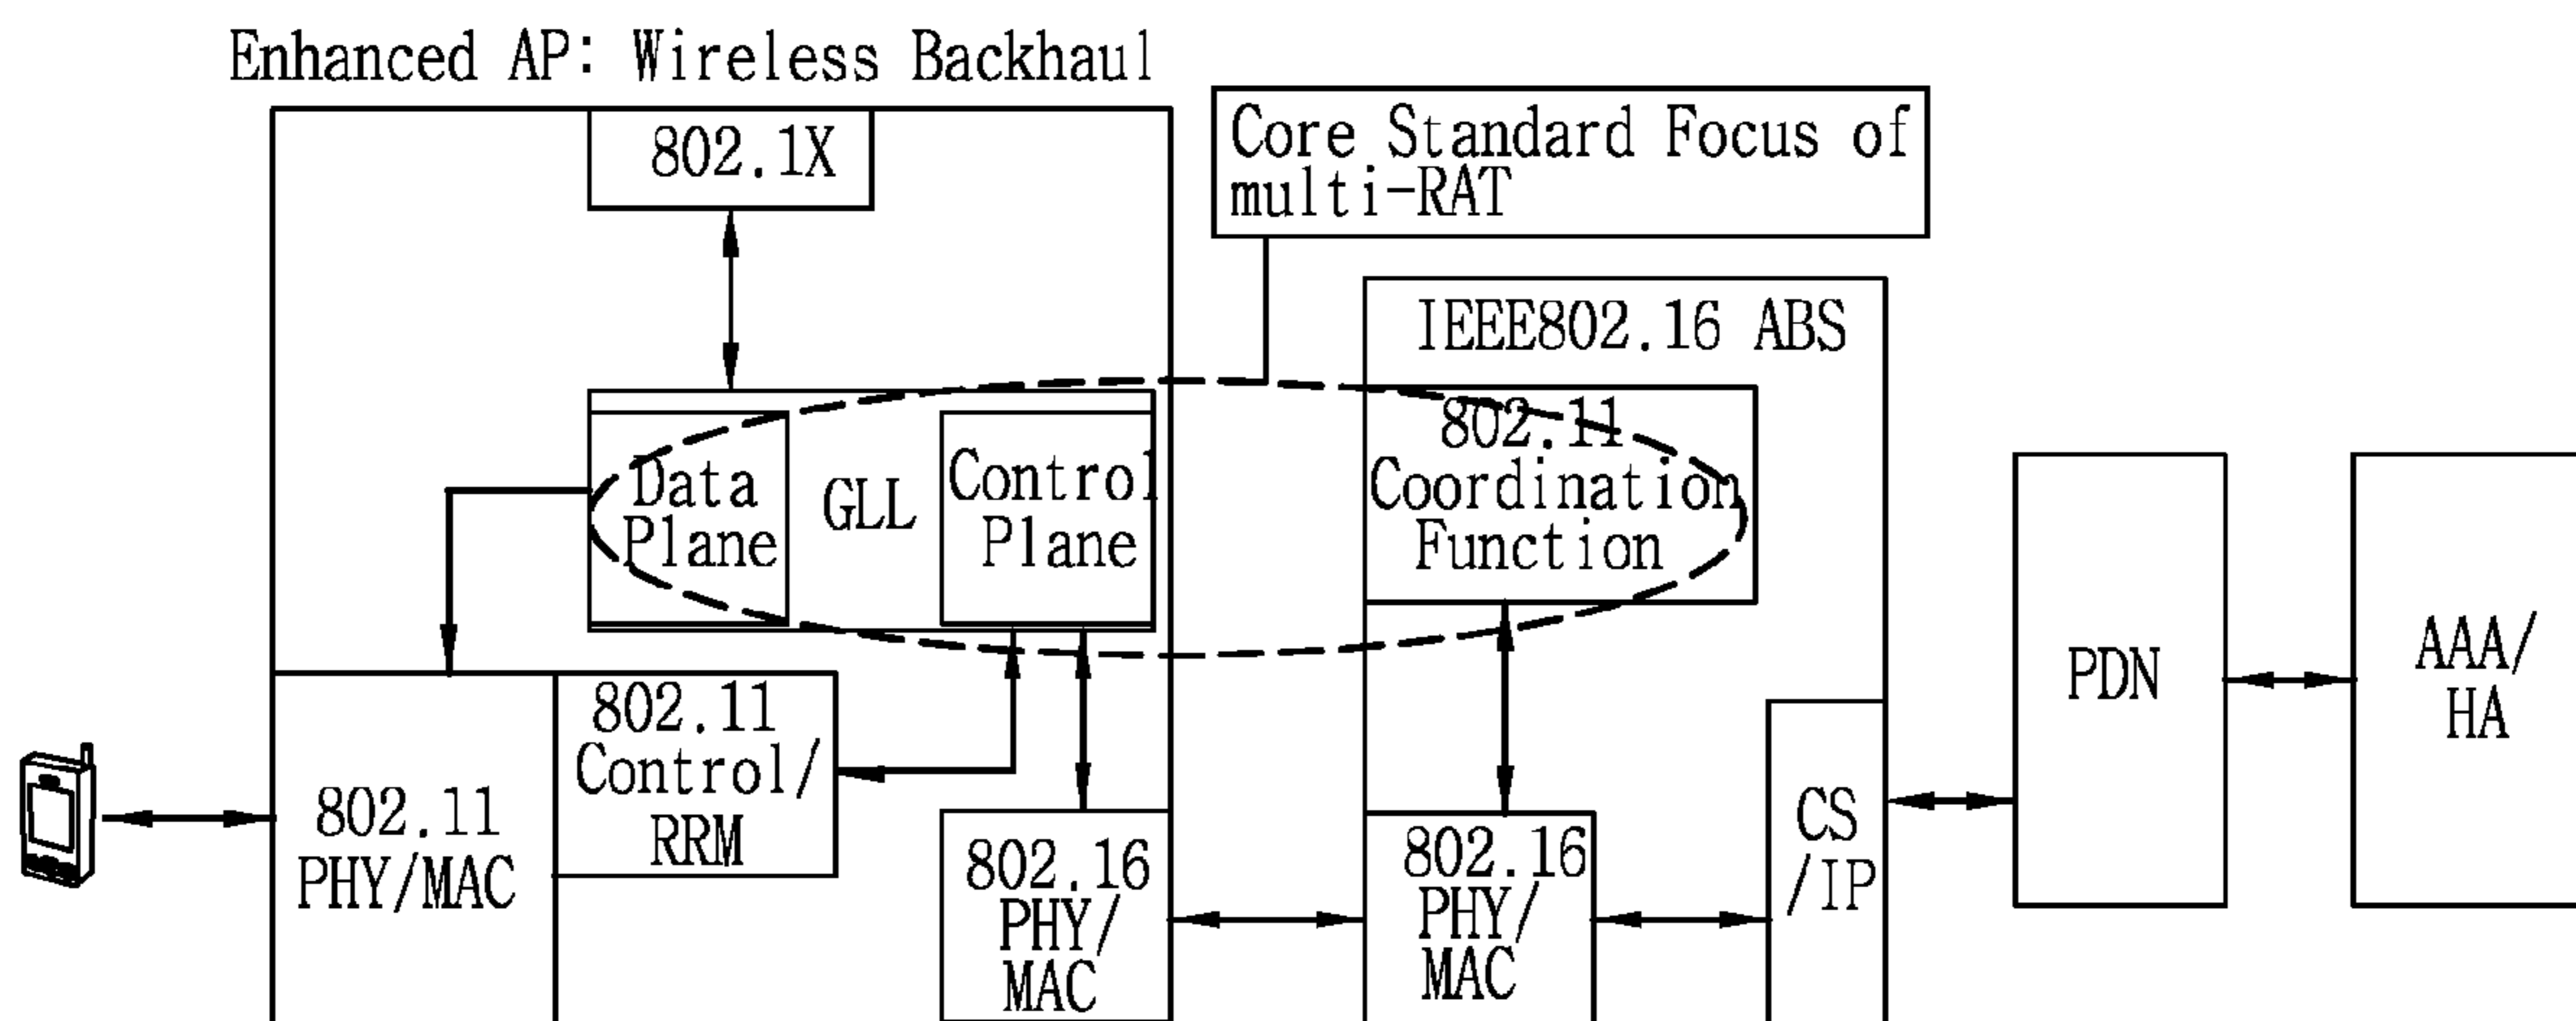 Enhanced AP: Wireless Backhaul
802.1X
Core Standard Focus of
multi-RAT
IEEE802.16 ABS
Data
Plane
GLL
Control
Plane
802.11
Coordination
Function
802.11
PHY/MAC
802.11
Control/
RRM
802.16
PHY/
MAC
802.16
PHY/
MAC
CS
/IP
PDN
AAA/
HA